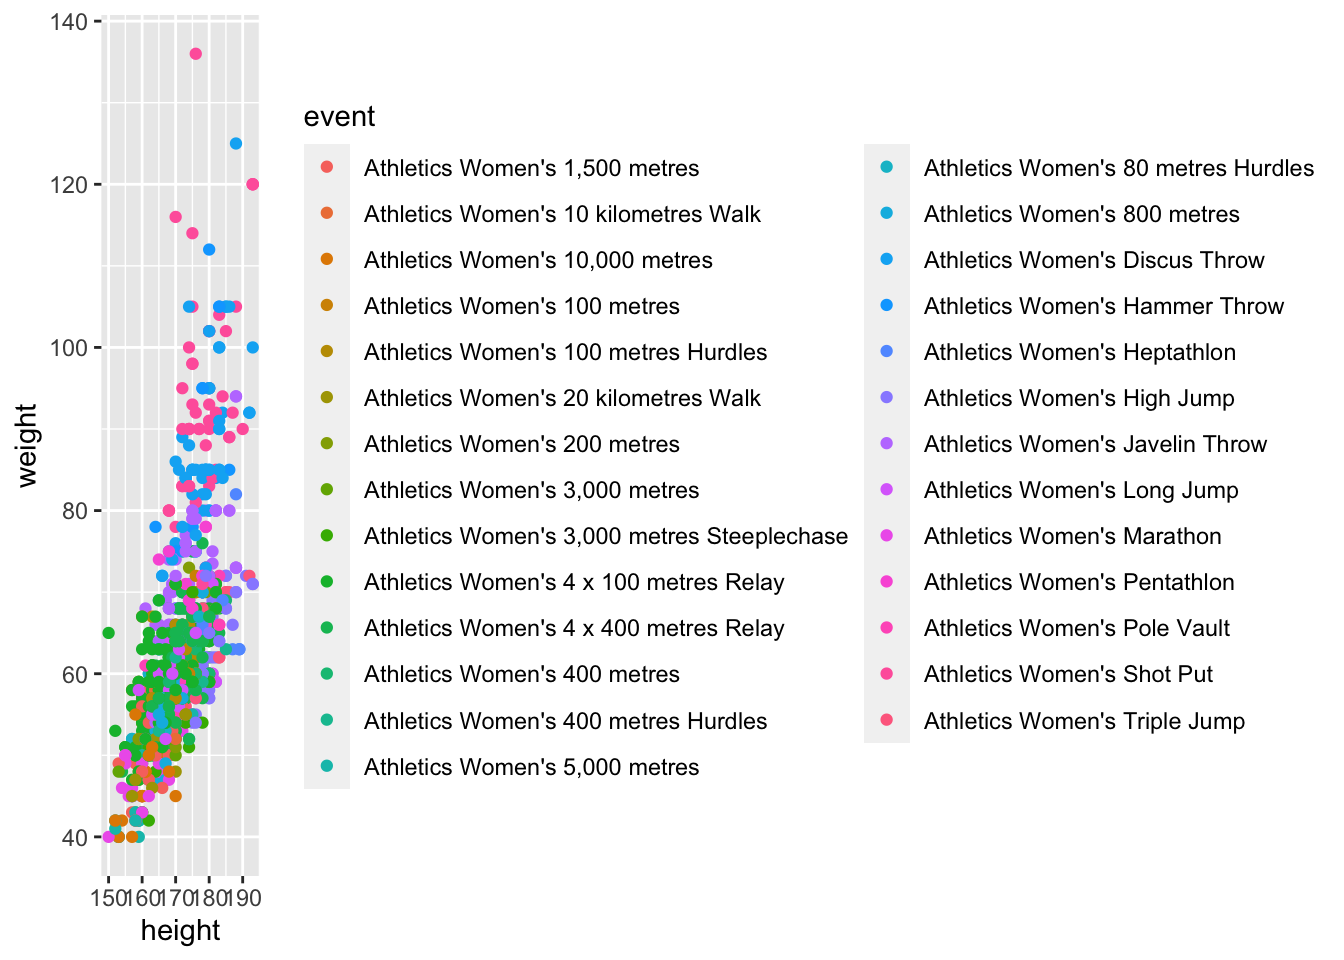 140
120
100
80
60
40
weight
150 160 170 180 190
height
event
Athletics Women's 1,500 metres
Athletics Women's 10 kilometres Walk
Athletics Women's 10,000 metres
Athletics Women's 100 metres
Athletics Women's 100 metres Hurdles
Athletics Women's 20 kilometres Walk
Athletics Women's 200 metres
Athletics Women's 3,000 metres
Athletics Women's 3,000 metres Steeplechase
Athletics Women's 4 x 100 metres Relay
Athletics Women's 4 x 400 metres Relay
Athletics Women's 400 metres
Athletics Women's 400 metres Hurdles
Athletics Women's 5,000 metres
Athletics Women's 80 metres Hurdles
Athletics Women's 800 metres
Athletics Women's Discus Throw
Athletics Women's Hammer Throw
Athletics Women's Heptathlon
Athletics Women's High Jump
Athletics Women's Javelin Throw
Athletics Women's Long Jump
Athletics Women's Marathon
Athletics Women's Pentathlon
Athletics Women's Pole Vault
Athletics Women's Shot Put
Athletics Women's Triple Jump